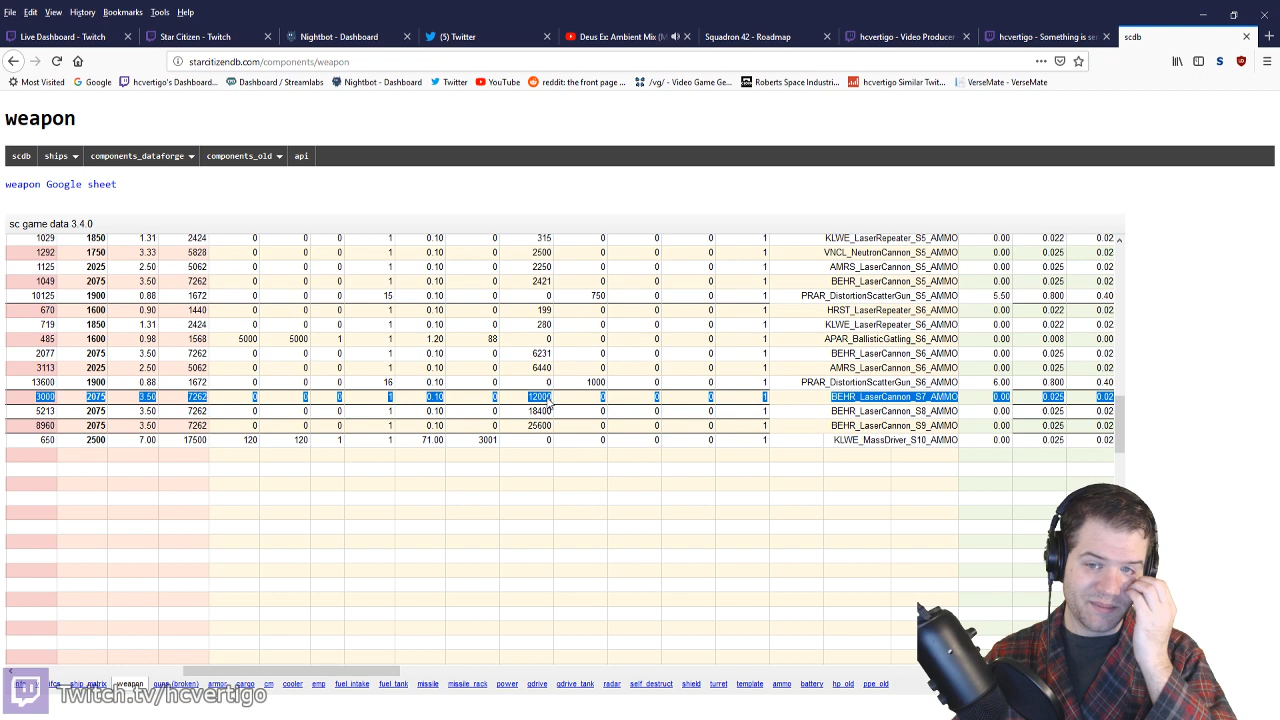 File Edit View History Bookmarks Tools Help
Live Dashboard - Twitch Star Citizen - Twitch Nightbot - Dashboard (5) Twitter Deus Ex: Ambient Mix ( Squadron 42 - Roadmap hcvertigo - Video Producer hcvertigo - Something is se scdb
starcitizendb.com/components/weapon
Most Visited Google hcvertigo's Dashboard... Dashboard / Streamlabs Nightbot - Dashboard Twitter YouTube reddit: the front page ... /vg/ - Video Game Ge... Roberts Space Industri... hcvertigo Similar Twit... VerseMate - VerseMate
weapon
scdb ships components_dataforge components_old api
weapon Google sheet
sc game data 3.4.0
1029 1850 1.31 2424 0 0 0 1 0.10 0 315 0 0 0 1 KLWE_LaserRepeater_S5_AMMO 0.00 0.022 0.02
1292 1750 3.33 5828 0 0 0 1 0.10 0 2500 0 0 0 1 VNCL_NeutronCannon_S5_AMMO 0.00 0.025 0.02
1125 2025 2.50 5062 0 0 0 1 0.10 0 2250 0 0 0 1 AMRS_LaserCannon_S5_AMMO 0.00 0.025 0.02
1049 2075 3.50 7262 0 0 0 1 0.10 0 2421 0 0 0 1 BEHR_LaserCannon_S5_AMMO 0.00 0.025 0.02
10125 1900 0.88 1672 0 0 0 15 0.10 0 0 750 0 0 1 PRAR_DistortionScatterGun_S5_AMMO 5.50 0.800 0.40
670 1600 0.90 1440 0 0 0 1 0.10 0 199 0 0 0 1 HRST_LaserRepeater_S6_AMMO 0.00 0.022 0.02
719 1850 1.31 2424 0 0 0 1 0.10 0 280 0 0 0 1 KLWE_LaserRepeater_S6_AMMO 0.00 0.022 0.02
485 1600 0.98 1568 5000 5000 1 1 1.20 88 0 0 0 0 1 APAR_BallisticGatling_S6_AMMO 0.00 0.008 0.00
2077 2075 3.50 7262 0 0 0 1 0.10 0 6231 0 0 0 1 BEHR_LaserCannon_S6_AMMO 0.00 0.025 0.02
3113 2025 2.50 5062 0 0 0 1 0.10 0 6440 0 0 0 1 AMRS_LaserCannon_S6_AMMO 0.00 0.025 0.02
13600 1900 0.88 1672 0 0 0 16 0.10 0 0 1000 0 0 1 PRAR_DistortionScatterGun_S6_AMMO 6.00 0.800 0.40
3000 2075 3.50 7262 0 0 0 1 0.10 0 12000 0 0 0 1 BEHR_LaserCannon_S7_AMMO 0.00 0.025 0.02
5213 2075 3.50 7262 0 0 0 1 0.10 0 18400 0 0 0 1 BEHR_LaserCannon_S8_AMMO 0.00 0.025 0.02
8960 2075 3.50 7262 0 0 0 1 0.10 0 25600 0 0 0 1 BEHR_LaserCannon_S9_AMMO 0.00 0.025 0.02
650 2500 7.00 17500 120 120 1 1 71.00 3001 0 0 0 0 1 KLWE_MassDriver_S10_AMMO 0.00 0.025 0.02
ship_matrix weapon guns (broken) armor cargo cm cooler emp fuel_intake fuel_tank missile missile_rack power qdrive qdrive_tank radar self_destruct shield turret template ammo battery hp_old ppe_old
Twitch.tv/hcvertigo